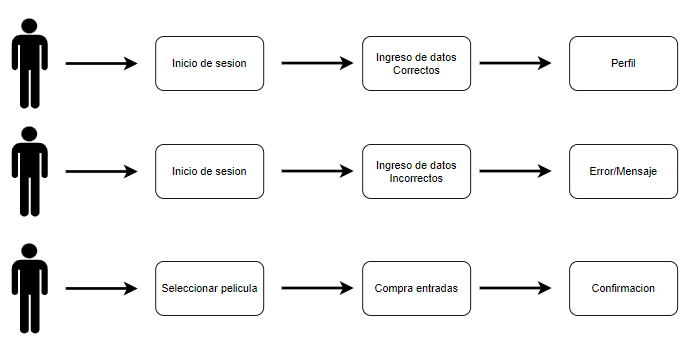 Inicio de sesion
Ingreso de datos
Correctos
Perfil
Inicio de sesion
Ingreso de datos
Incorrectos
Error/Mensaje
Seleccionar pelicula
Compra entradas
Confirmacion